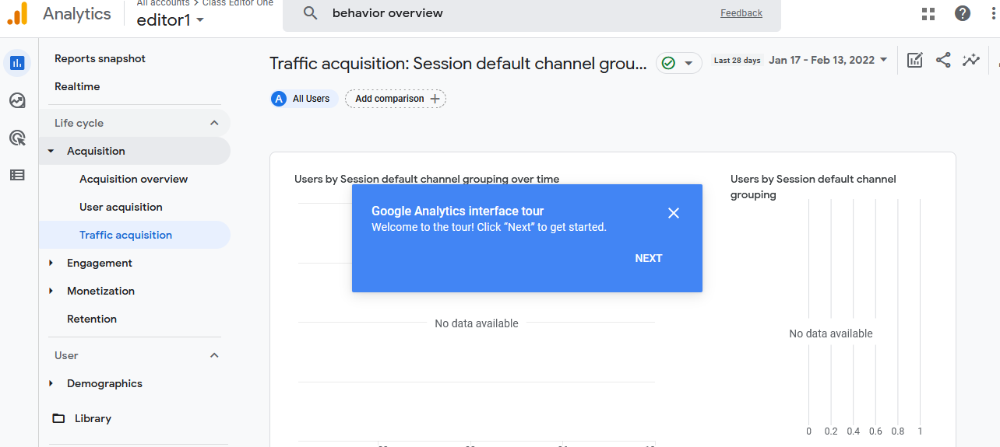 All accounts > Class Editor One
Analytics
editor1
behavior overview
Feedback
Reports snapshot
Realtime
Life cycle
Acquisition
Acquisition overview
User acquisition
Traffic acquisition
Engagement
Monetization
Retention
User
Demographics
Library
Traffic acquisition: Session default channel grou...
Last 28 days
Jan 17 - Feb 13, 2022
A
All Users
Add comparison
Users by Session default channel grouping over time
Google Analytics interface tour
Welcome to the tour! Click “Next” to get started.
NEXT
No data available
Users by Session default channel
grouping
No data available
0 0.2 0.4 0.6 0.8 1